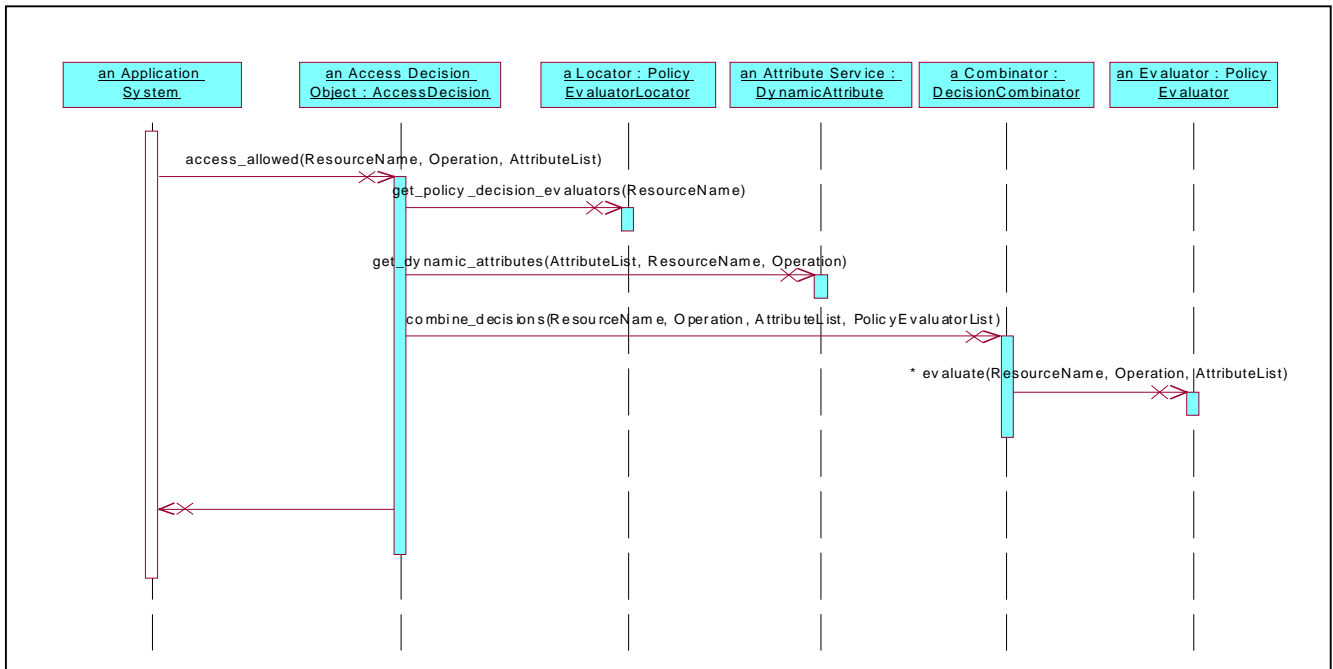 an Application
System
an Access Decision
Object : AccessDecision
a Locator : Policy
EvaluatorLocator
an Attribute Service :
DynamicAttribute
a Combinator :
DecisionCombinator
an Evaluator : Policy
Evaluator
access_allowed(ResourceName, Operation, AttributeList)
get_policy_decision_evaluators(ResourceName)
get_dynamic_attributes(AttributeList, ResourceName, Operation)
combine_decisions(ResourceName, Operation, AttributeList, PolicyEvaluatorList)
* evaluate(ResourceName, Operation, AttributeList)